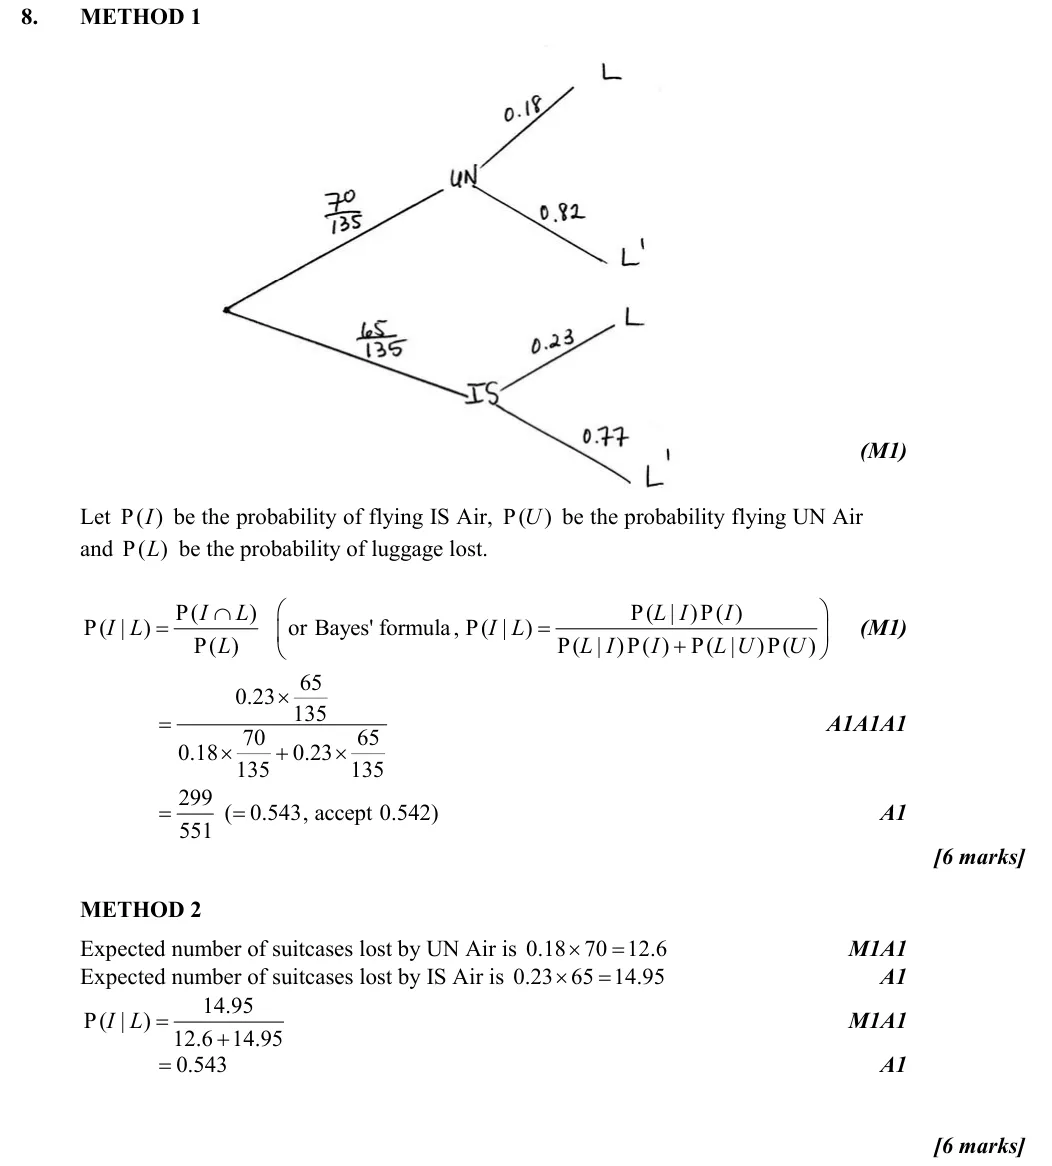 8. METHOD 1
L
0.18
UN
70/135
0.82
L'
L
65/135
0.23
IS
0.77
(M1)
L'
Let P(I) be the probability of flying IS Air, P(U) be the probability flying UN Air
and P(L) be the probability of luggage lost.
P(I | L) = P(I ∩ L) / P(L) (or Bayes' formula, P(I | L) = P(L | I)P(I) / (P(L | I)P(I) + P(L | U)P(U))) (M1)
= (0.23 × 65/135) / (0.18 × 70/135 + 0.23 × 65/135) A1A1A1
= 299/551 (= 0.543, accept 0.542) A1
[6 marks]
METHOD 2
Expected number of suitcases lost by UN Air is 0.18 × 70 = 12.6 M1A1
Expected number of suitcases lost by IS Air is 0.23 × 65 = 14.95 A1
P(I | L) = 14.95 / (12.6 + 14.95) M1A1
= 0.543 A1
[6 marks]